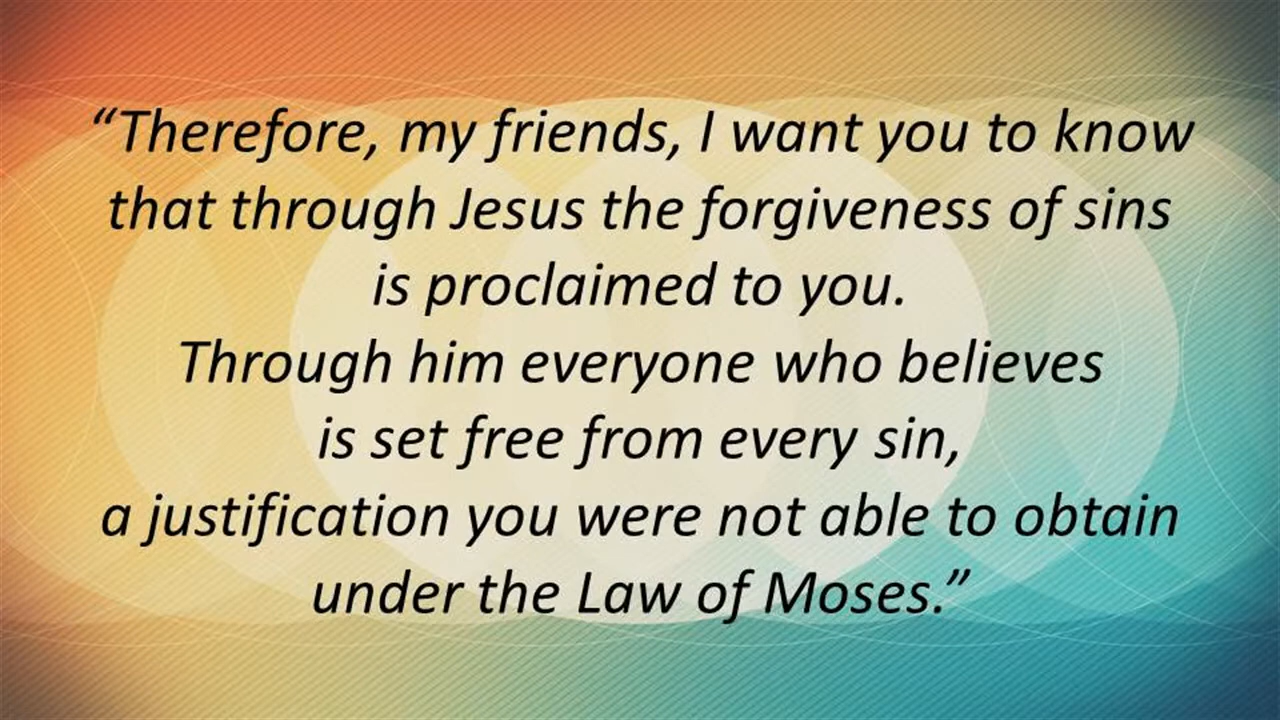 “Therefore, my friends, I want you to know
that through Jesus the forgiveness of sins
is proclaimed to you.
Through him everyone who believes
is set free from every sin,
a justification you were not able to obtain
under the Law of Moses.”